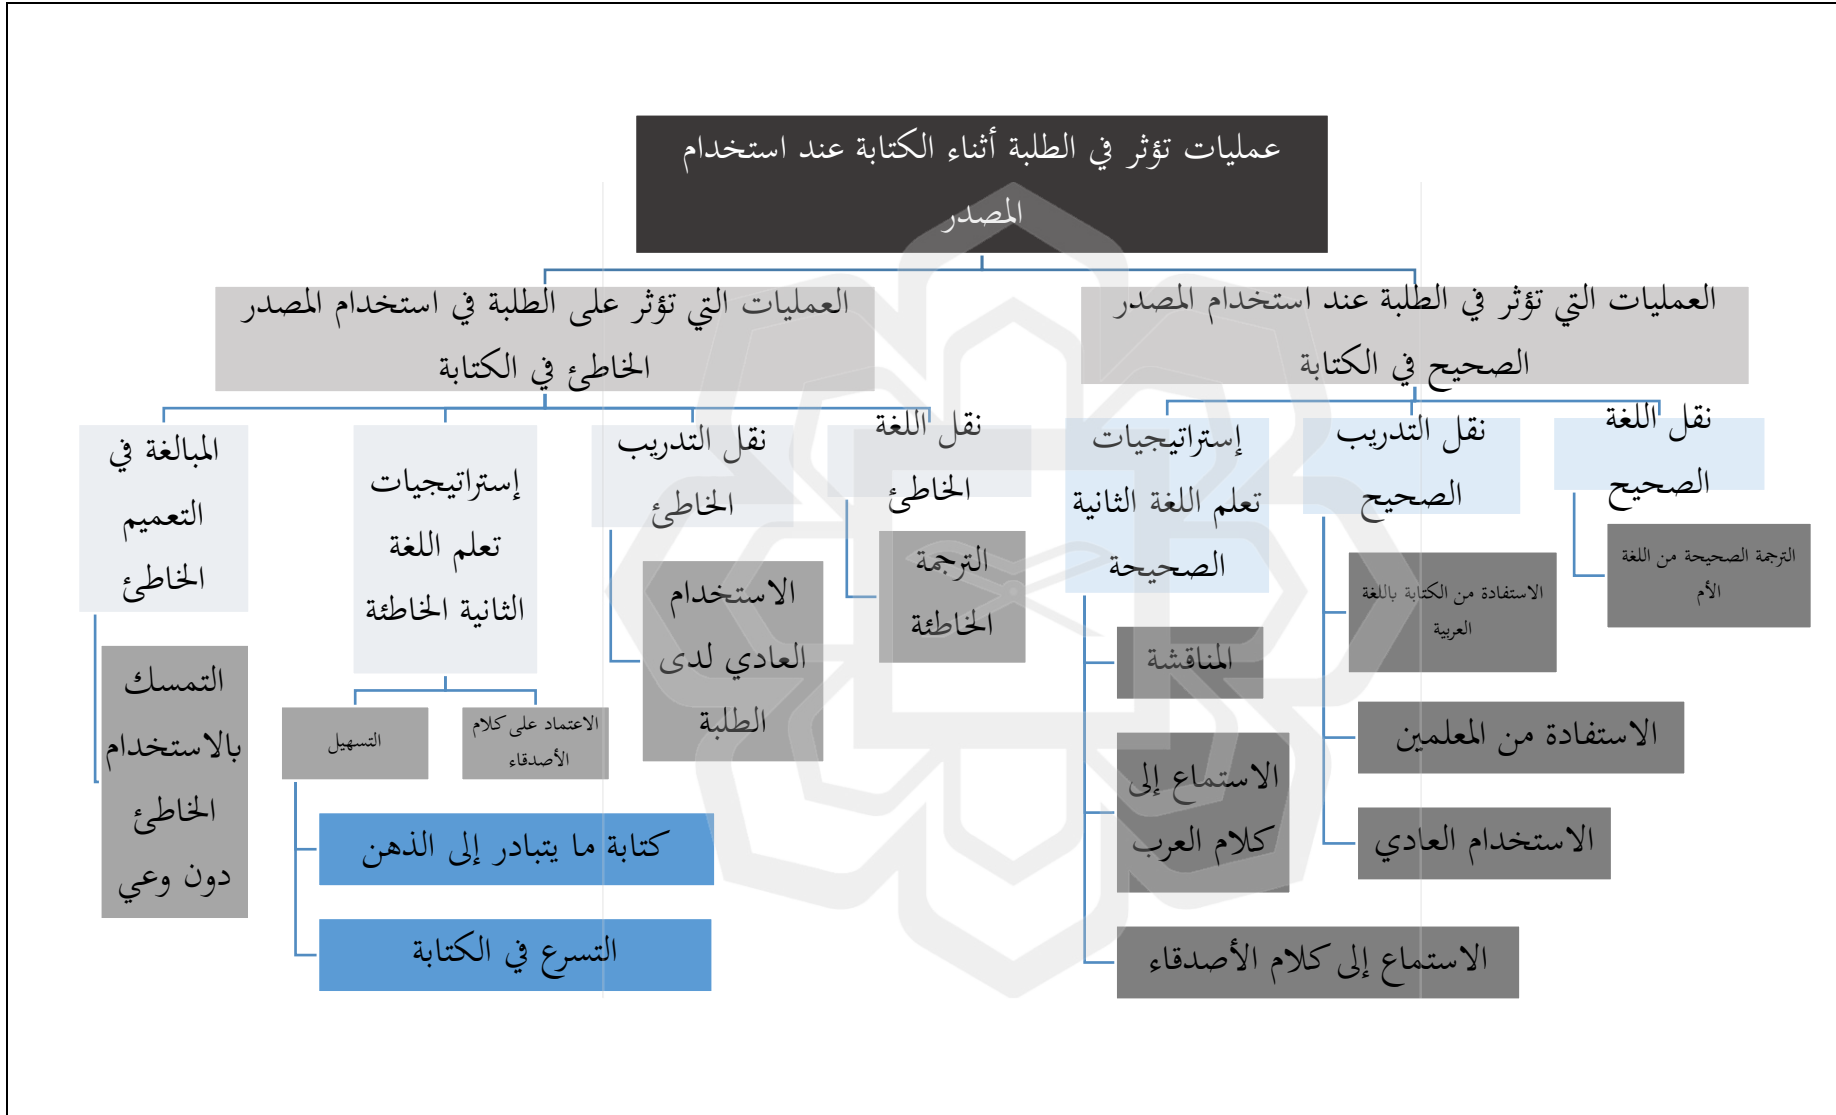 عمليات تؤثر في الطلبة أثناء الكتابة عند استخدام
المصدر
العمليات التي تؤثر في الطلبة عند استخدام المصدر
الصحيح في الكتابة
نقل اللغة
الصحيح
الترجمة الصحيحة من اللغة
الأم
نقل التدريب
الصحيح
الاستفادة من الكتابة باللغة
العربية
الاستفادة من المعلمين
الاستخدام العادي
إستراتيجيات
تعلم اللغة الثانية
الصحيحة
المناقشة
الاستماع إلى
كلام العرب
الاستماع إلى كلام الأصدقاء
العمليات التي تؤثر على الطلبة في استخدام المصدر
الخاطئ في الكتابة
نقل اللغة
الخاطئ
الترجمة
الخاطئة
نقل التدريب
الخاطئ
الاستخدام
العادي لدى
الطلبة
إستراتيجيات
تعلم اللغة
الثانية الخاطئة
الاعتماد على كلام
الأصدقاء
التسهيل
كتابة ما يتبادر إلى الذهن
التسرع في الكتابة
المبالغة في
التعميم
الخاطئ
التمسك
بالاستخدام
الخاطئ
دون وعي